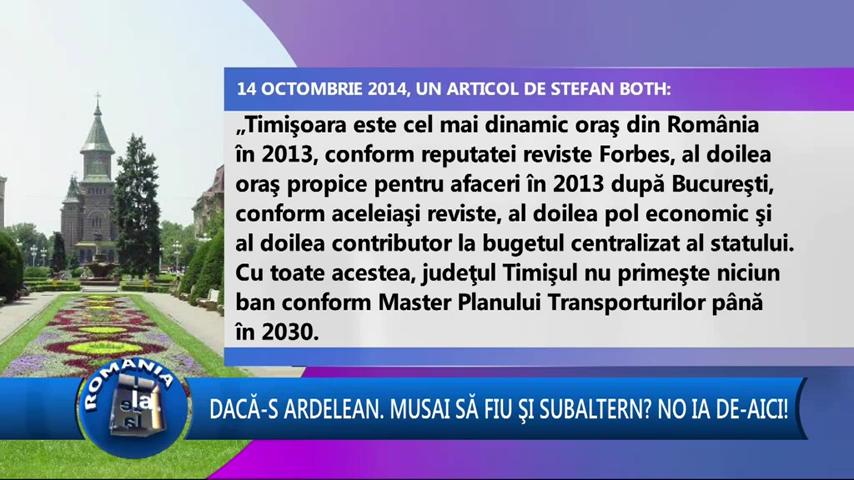 14 OCTOMBRIE 2014, UN ARTICOL DE STEFAN BOTH:
„Timişoara este cel mai dinamic oraş din România
în 2013, conform reputatei reviste Forbes, al doilea
oraş propice pentru afaceri în 2013 după Bucureşti,
conform aceleiaşi reviste, al doilea pol economic şi
al doilea contributor la bugetul centralizat al statului.
Cu toate acestea, judeţul Timişul nu primeşte niciun
ban conform Master Planului Transporturilor până
în 2030.
ROMANIA
la
DACĂ-S ARDELEAN. MUSAI SĂ FIU ŞI SUBALTERN? NO IA DE-AICI!